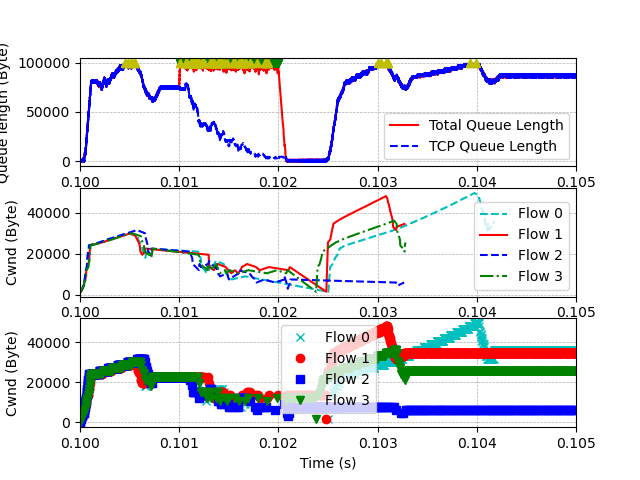 Queue length (Byte)
100000
50000
0
Total Queue Length
TCP Queue Length
0.100 0.101 0.102 0.103 0.104 0.105
Cwnd (Byte)
40000
20000
0
Flow 0
Flow 1
Flow 2
Flow 3
0.100 0.101 0.102 0.103 0.104 0.105
Cwnd (Byte)
40000
20000
0
Flow 0
Flow 1
Flow 2
Flow 3
0.100 0.101 0.102 0.103 0.104 0.105
Time (s)